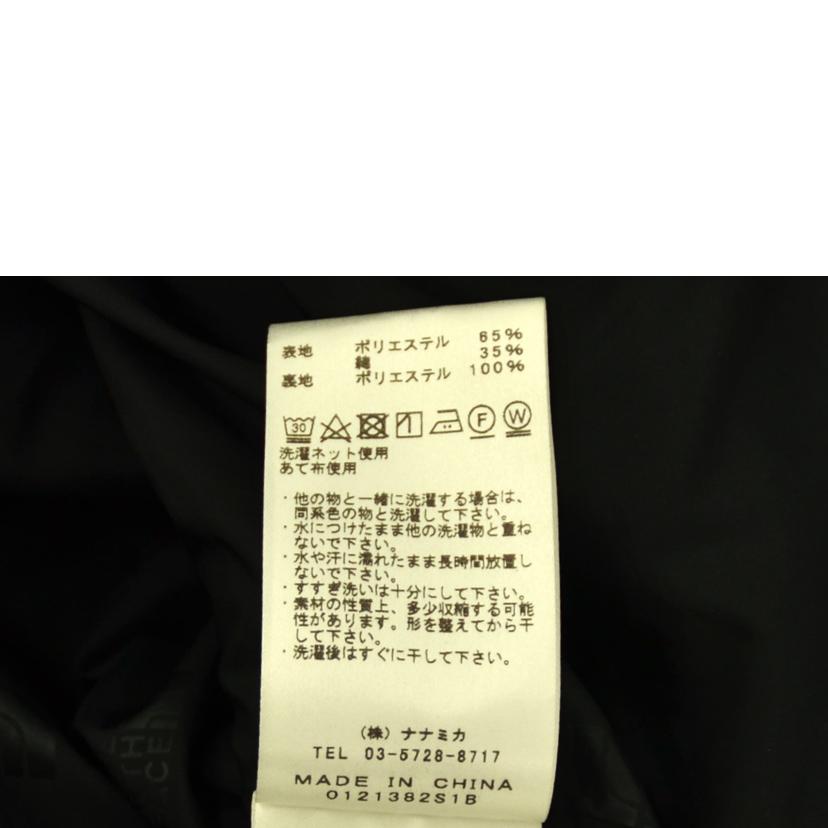 表地 ポリエステル 65%
綿 35%
裏地 ポリエステル 100%
30 F W
洗濯ネット使用
あて布使用
・他の物と一緒に洗濯する場合は、
同系色の物と洗濯して下さい。
・水につけたまま他の洗濯物と重ね
ないで下さい。
・水や汗に濡れたまま長時間放置し
ないで下さい。
・すすぎ洗いは十分にして下さい。
・素材の性質上、多少収縮する可能
性があります。形を整えてから干
して下さい。
・洗濯後はすぐに干して下さい。
(株) ナナミカ
TEL 03-5728-8717
MADE IN CHINA
0121382S1B